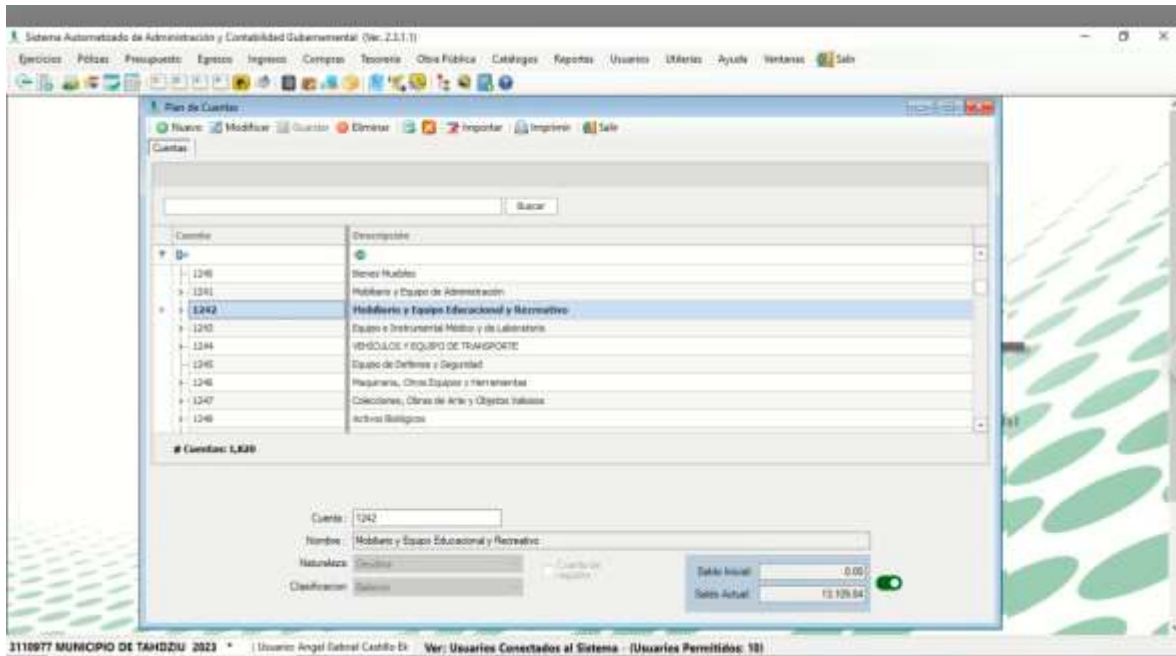 Sistema Automatizado de Administración y Contabilidad Gubernamental (Ver. 2.3.1.1)
Ejercicios Pólizas Presupuesto Egresos Ingresos Compras Tesorería Obra Pública Catálogos Reportes Usuarios Utilerías Ayuda Ventanas Salir
Plan de Cuentas
Nuevo Modificar Guardar Eliminar Importar Imprimir Salir
Cuentas
Buscar
Cuenta Descripción
1240 Bienes Muebles
1241 Mobiliario y Equipo de Administración
1242 Mobiliario y Equipo Educacional y Recreativo
1243 Equipo e Instrumental Médico y de Laboratorio
1244 VEHÍCULOS Y EQUIPO DE TRANSPORTE
1245 Equipo de Defensa y Seguridad
1246 Maquinaria, Otros Equipos y Herramientas
1247 Colecciones, Obras de Arte y Objetos Valiosos
1248 Activos Biológicos
# Cuentas: 1,820
Cuenta : 1242
Nombre : Mobiliario y Equipo Educacional y Recreativo
Naturaleza: Deudora Cuenta de registro
Clasificacion: Balance
Saldo Inicial: 0.00
Saldo Actual:
3110977 MUNICIPIO DE TAHDZIU 2023 * | Usuario: Angel Gabriel Castillo Ek Ver: Usuarios Conectados al Sistema - (Usuarios Permitidos: 10)